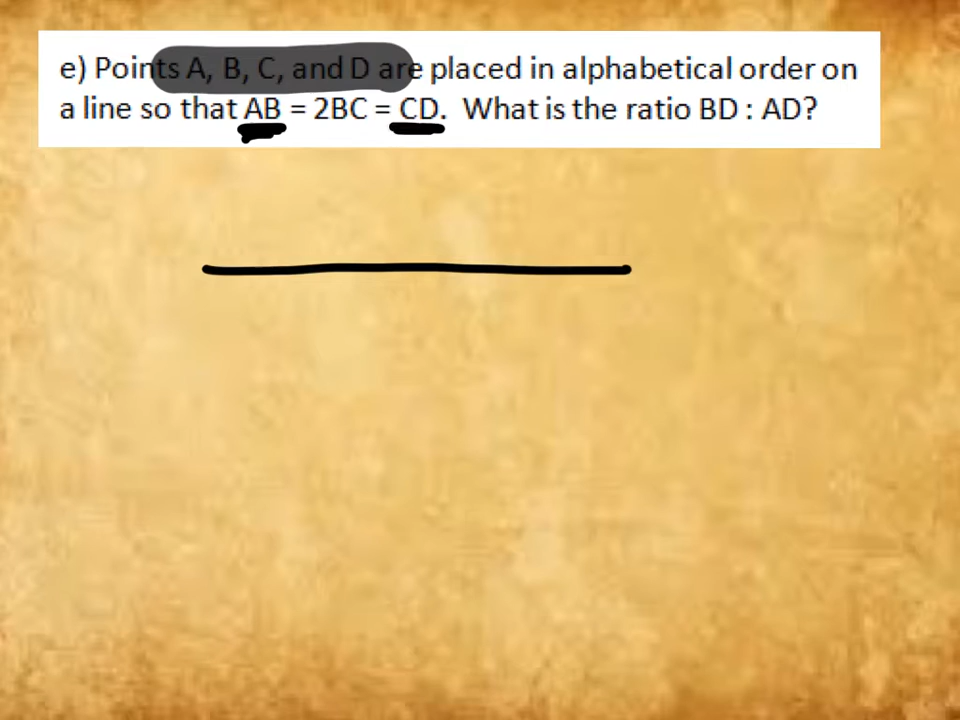 e) Points A, B, C, and D are placed in alphabetical order on
a line so that AB = 2BC = CD. What is the ratio BD : AD?